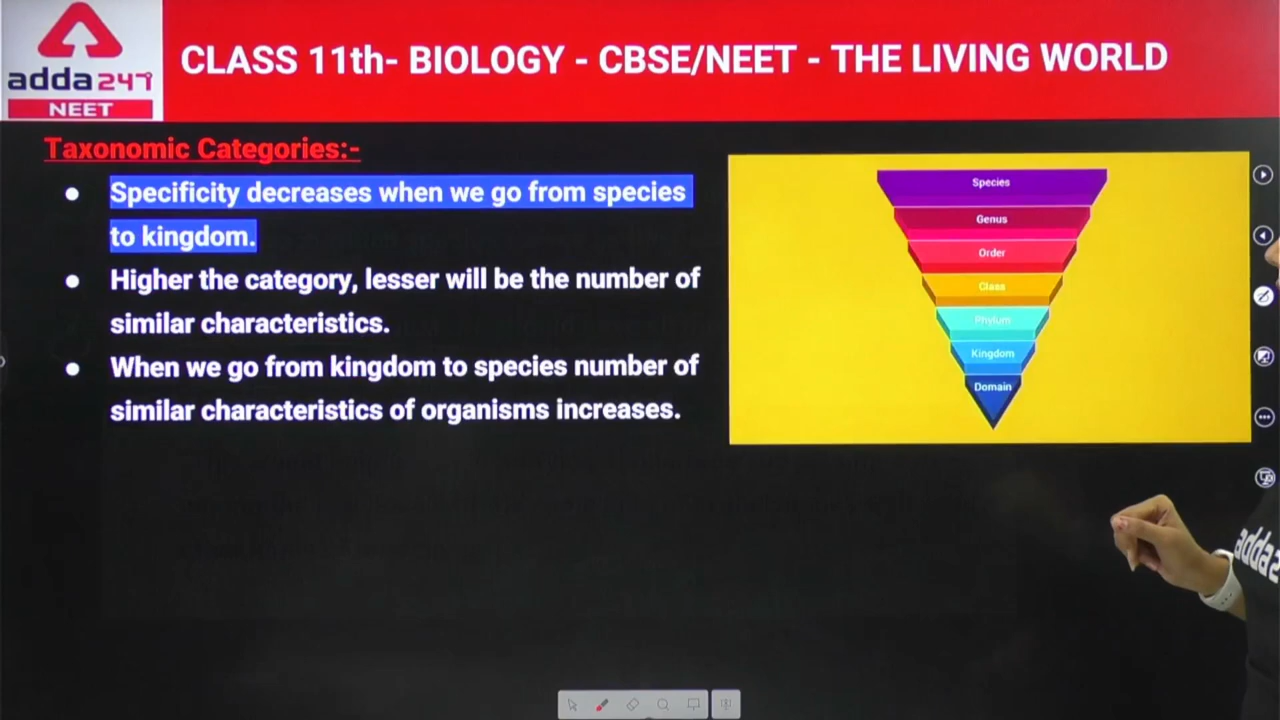 adda247
NEET
CLASS 11th- BIOLOGY - CBSE/NEET - THE LIVING WORLD
Taxonomic Categories:-
Specificity decreases when we go from species
to kingdom.
Higher the category, lesser will be the number of
similar characteristics.
When we go from kingdom to species number of
similar characteristics of organisms increases.
Species
Genus
Order
Class
Phylum
Kingdom
Domain
adda2